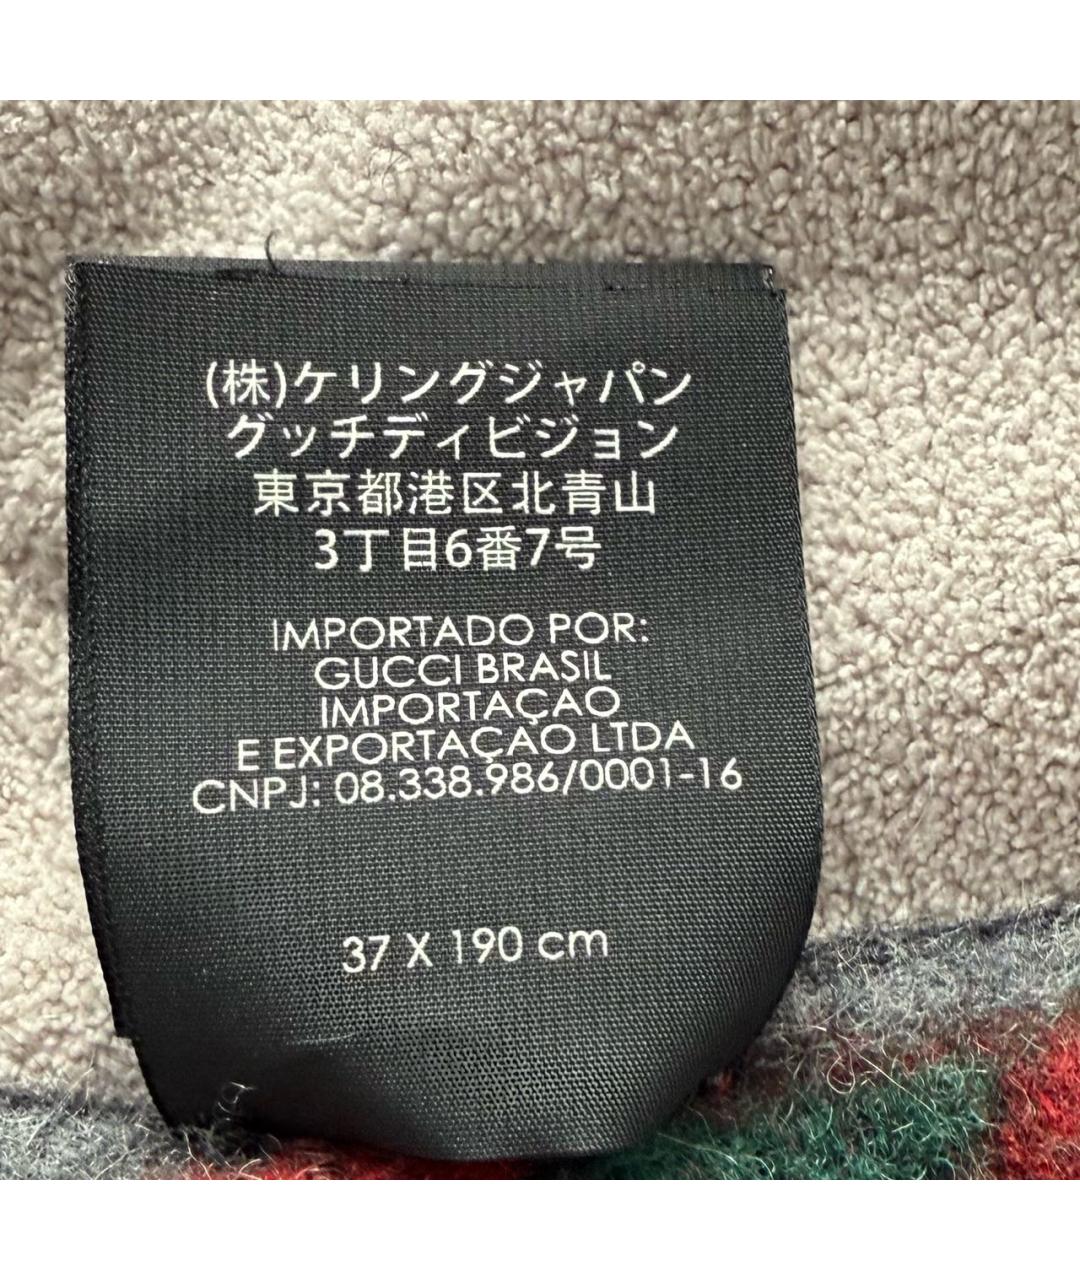 (株)ケリングジャパン
グッチディビジョン
東京都港区北青山
3丁目6番7号
IMPORTADO POR:
GUCCI BRASIL
IMPORTAÇAO
E EXPORTAÇAO LTDA
CNPJ: 08.338.986/0001-16
37 X 190 cm